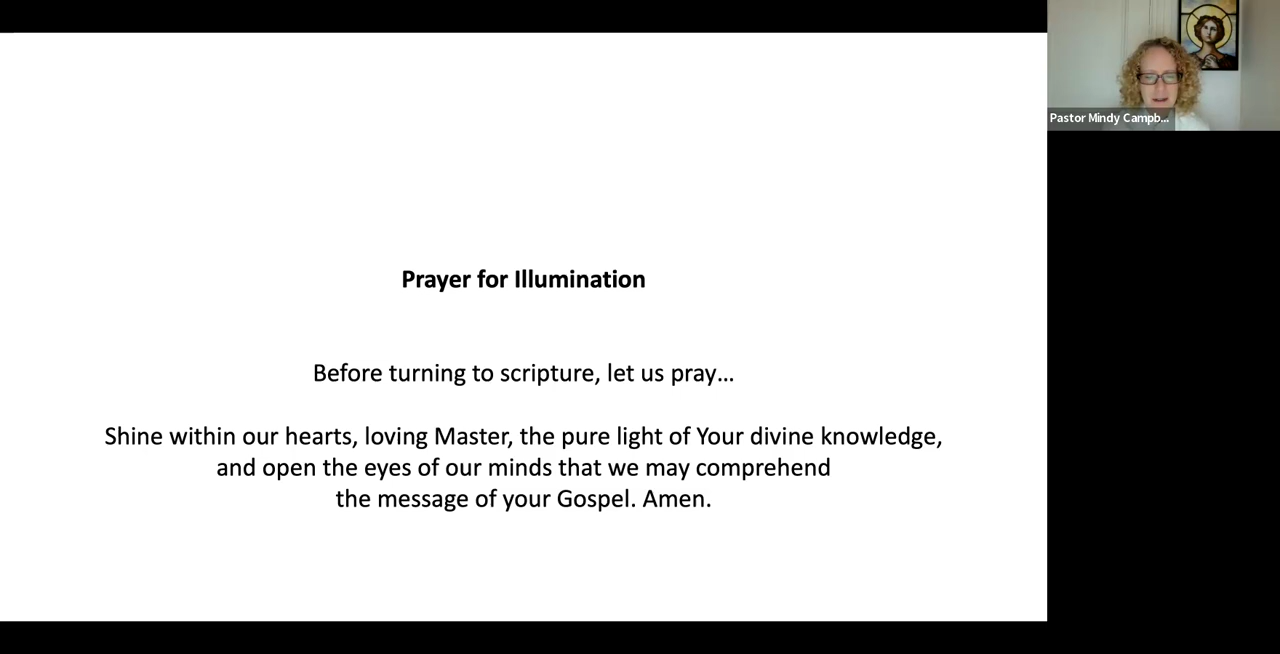 Prayer for Illumination
Before turning to scripture, let us pray...
Shine within our hearts, loving Master, the pure light of Your divine knowledge,
and open the eyes of our minds that we may comprehend
the message of your Gospel. Amen.
Pastor Mindy Campb...